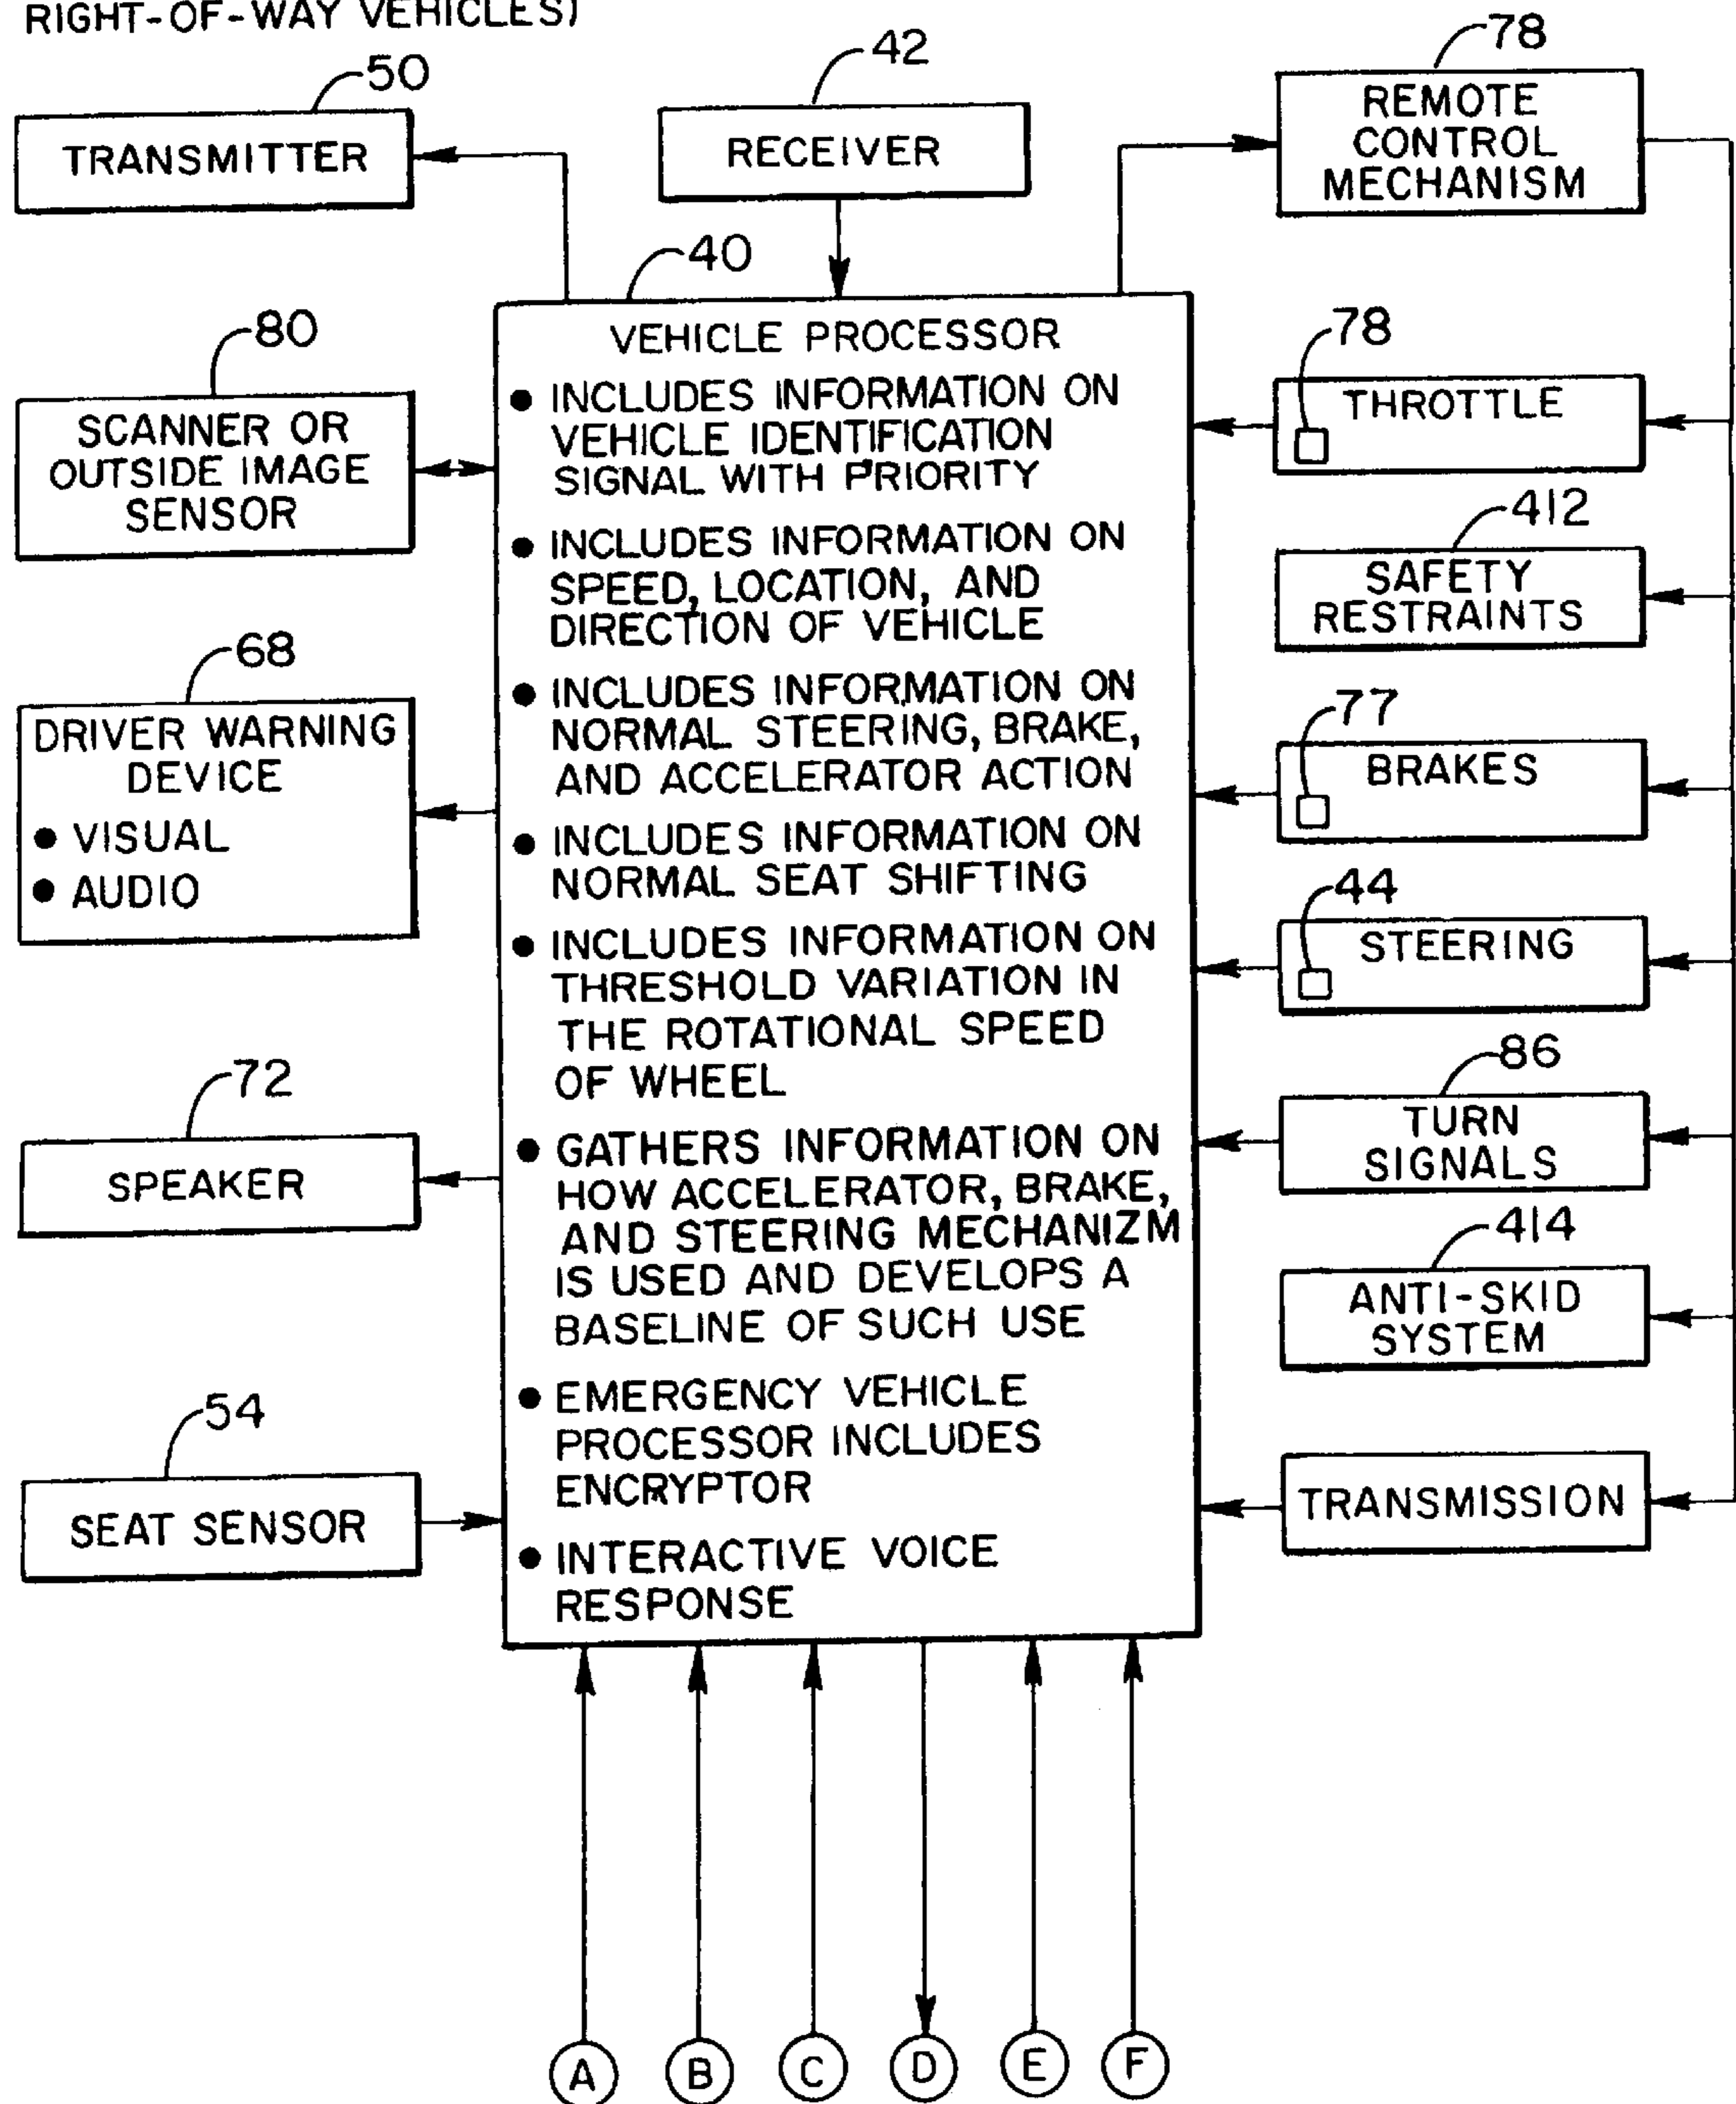 RIGHT-OF-WAY VEHICLES)
50
TRANSMITTER
42
RECEIVER
78
REMOTE
CONTROL
MECHANISM
80
SCANNER OR
OUTSIDE IMAGE
SENSOR
68
DRIVER WARNING
DEVICE
• VISUAL
• AUDIO
72
SPEAKER
54
SEAT SENSOR
40
VEHICLE PROCESSOR
• INCLUDES INFORMATION ON
VEHICLE IDENTIFICATION
SIGNAL WITH PRIORITY
• INCLUDES INFORMATION ON
SPEED, LOCATION, AND
DIRECTION OF VEHICLE
• INCLUDES INFORMATION ON
NORMAL STEERING, BRAKE,
AND ACCELERATOR ACTION
• INCLUDES INFORMATION ON
NORMAL SEAT SHIFTING
• INCLUDES INFORMATION ON
THRESHOLD VARIATION IN
THE ROTATIONAL SPEED
OF WHEEL
• GATHERS INFORMATION ON
HOW ACCELERATOR, BRAKE,
AND STEERING MECHANIZM
IS USED AND DEVELOPS A
BASELINE OF SUCH USE
• EMERGENCY VEHICLE
PROCESSOR INCLUDES
ENCRYPTOR
• INTERACTIVE VOICE
RESPONSE
78
THROTTLE
412
SAFETY
RESTRAINTS
77
BRAKES
44
STEERING
86
TURN
SIGNALS
414
ANTI-SKID
SYSTEM
TRANSMISSION
A
B
C
D
E
F